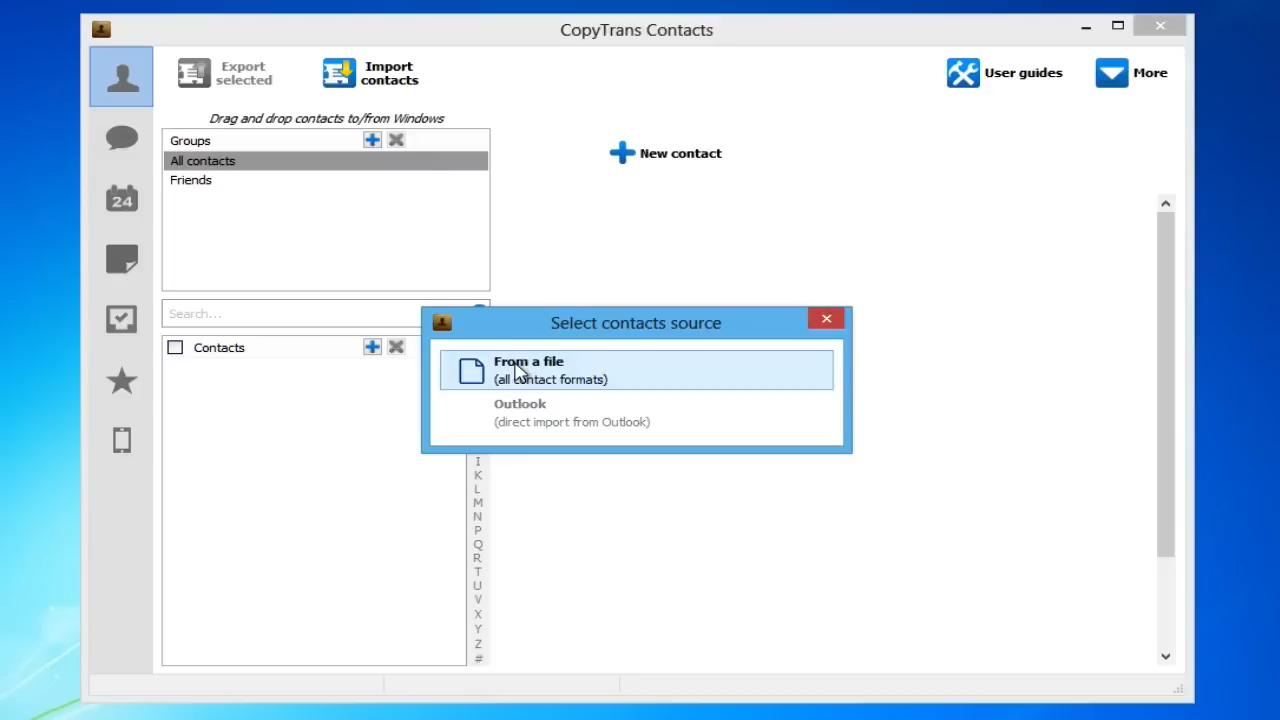 CopyTrans Contacts
Export selected
Import contacts
User guides
More
Drag and drop contacts to/from Windows
Groups
All contacts
Friends
New contact
24
Search...
Select contacts source
Contacts
From a file
(all contact formats)
Outlook
(direct import from Outlook)
I
K
L
M
N
P
Q
R
T
U
V
X
Y
Z
#